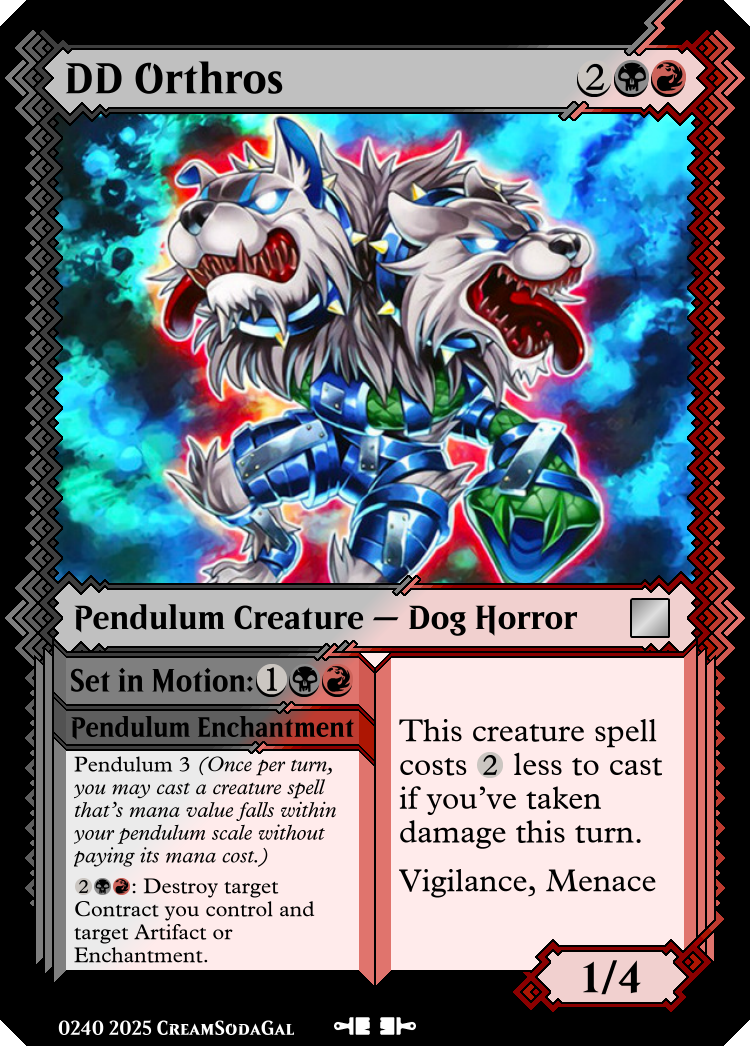 DD Orthros 2
Pendulum Creature — Dog Horror
Set in Motion: 1
Pendulum Enchantment
Pendulum 3 (Once per turn,
you may cast a creature spell
that's mana value falls within
your pendulum scale without
paying its mana cost.)
2: Destroy target
Contract you control and
target Artifact or
Enchantment.
This creature spell
costs 2 less to cast
if you've taken
damage this turn.
Vigilance, Menace
1/4
0240 2025 CreamSodaGal